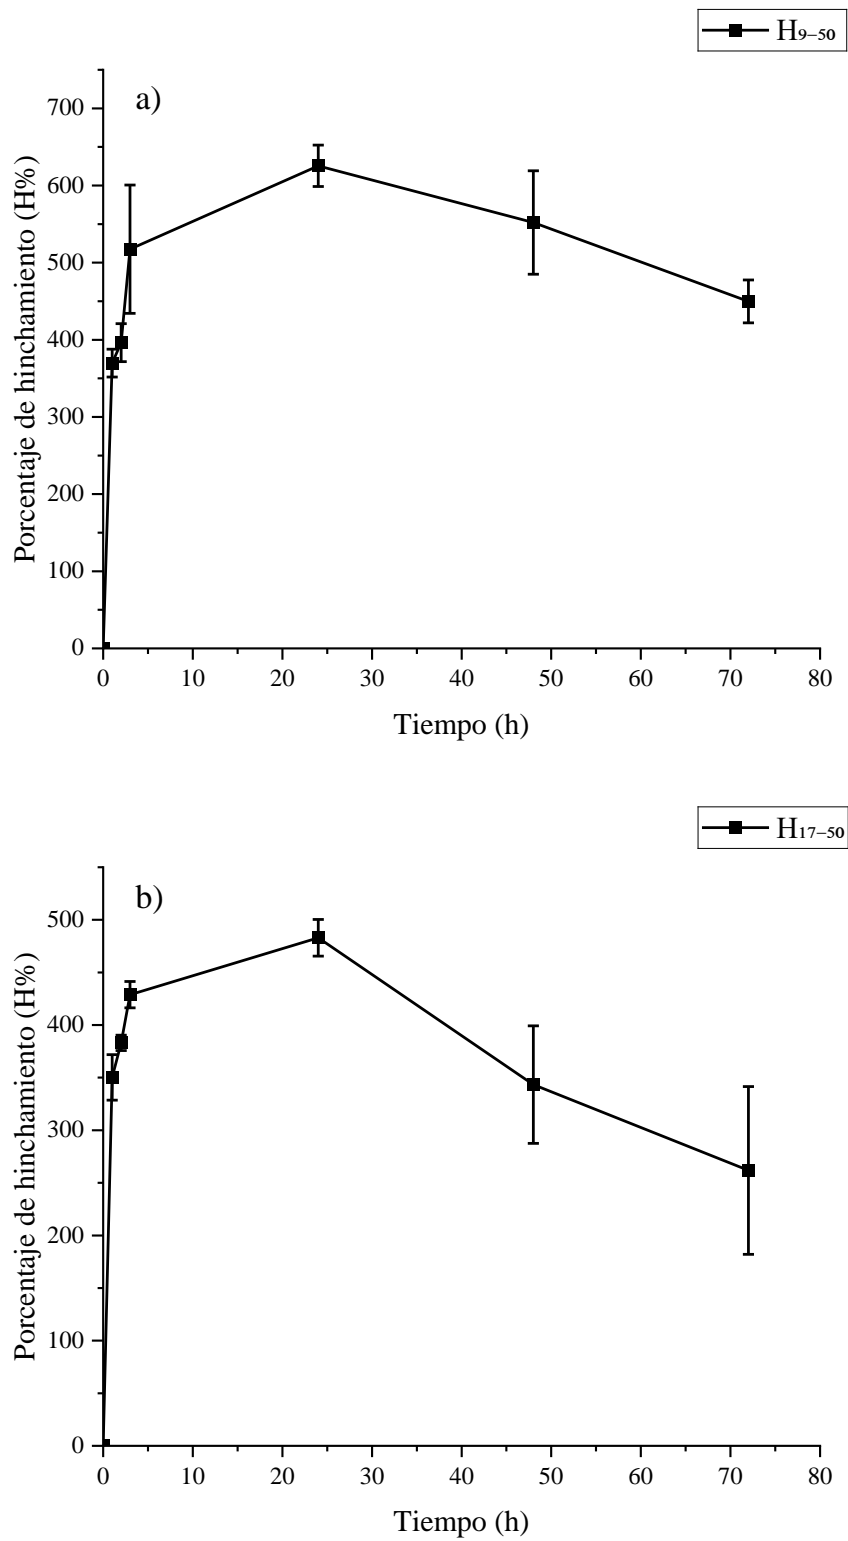 H₉₋₅₀
a)
700
600
500
400
300
200
100
0
Porcentaje de hinchamiento (H%)
0 10 20 30 40 50 60 70 80
Tiempo (h)
H₁₇₋₅₀
b)
500
400
300
200
100
0
Porcentaje de hinchamiento (H%)
0 10 20 30 40 50 60 70 80
Tiempo (h)